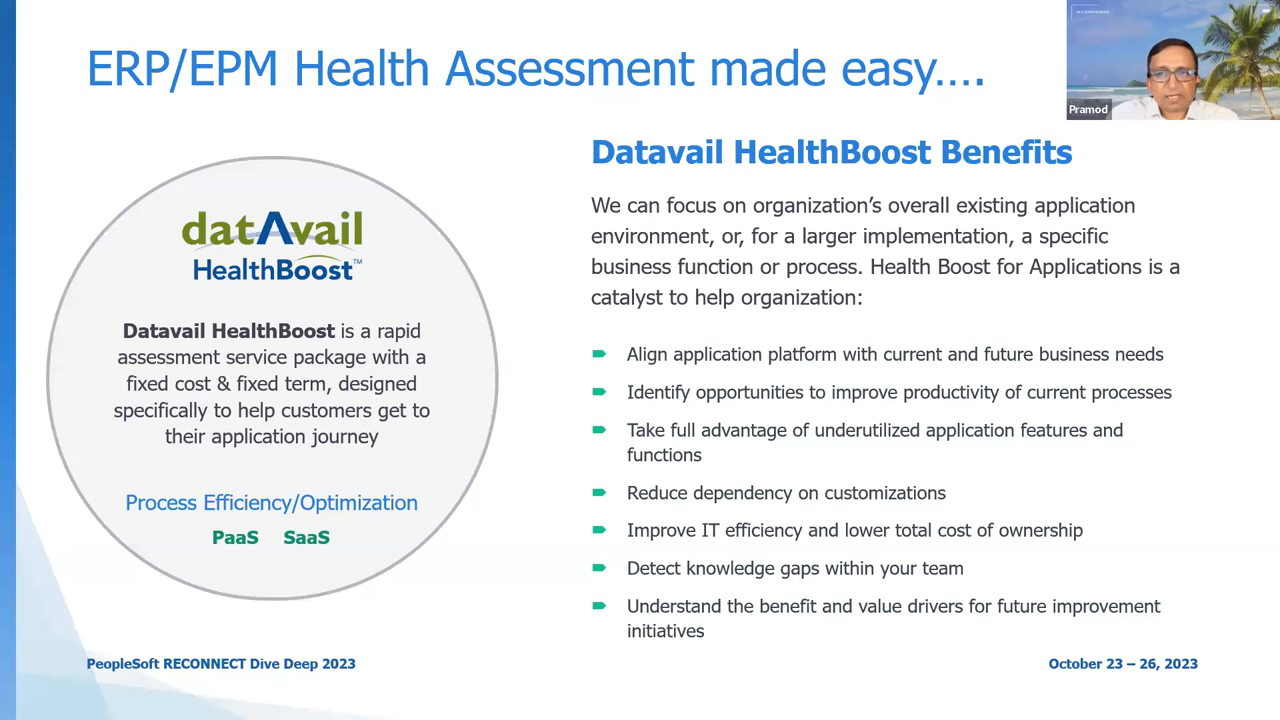 ERP/EPM Health Assessment made easy....
Pramod
datAvail
HealthBoost™
Datavail HealthBoost is a rapid
assessment service package with a
fixed cost & fixed term, designed
specifically to help customers get to
their application journey
Process Efficiency/Optimization
PaaS SaaS
Datavail HealthBoost Benefits
We can focus on organization's overall existing application
environment, or, for a larger implementation, a specific
business function or process. Health Boost for Applications is a
catalyst to help organization:
Align application platform with current and future business needs
Identify opportunities to improve productivity of current processes
Take full advantage of underutilized application features and
functions
Reduce dependency on customizations
Improve IT efficiency and lower total cost of ownership
Detect knowledge gaps within your team
Understand the benefit and value drivers for future improvement
initiatives
PeopleSoft RECONNECT Dive Deep 2023
October 23 – 26, 2023